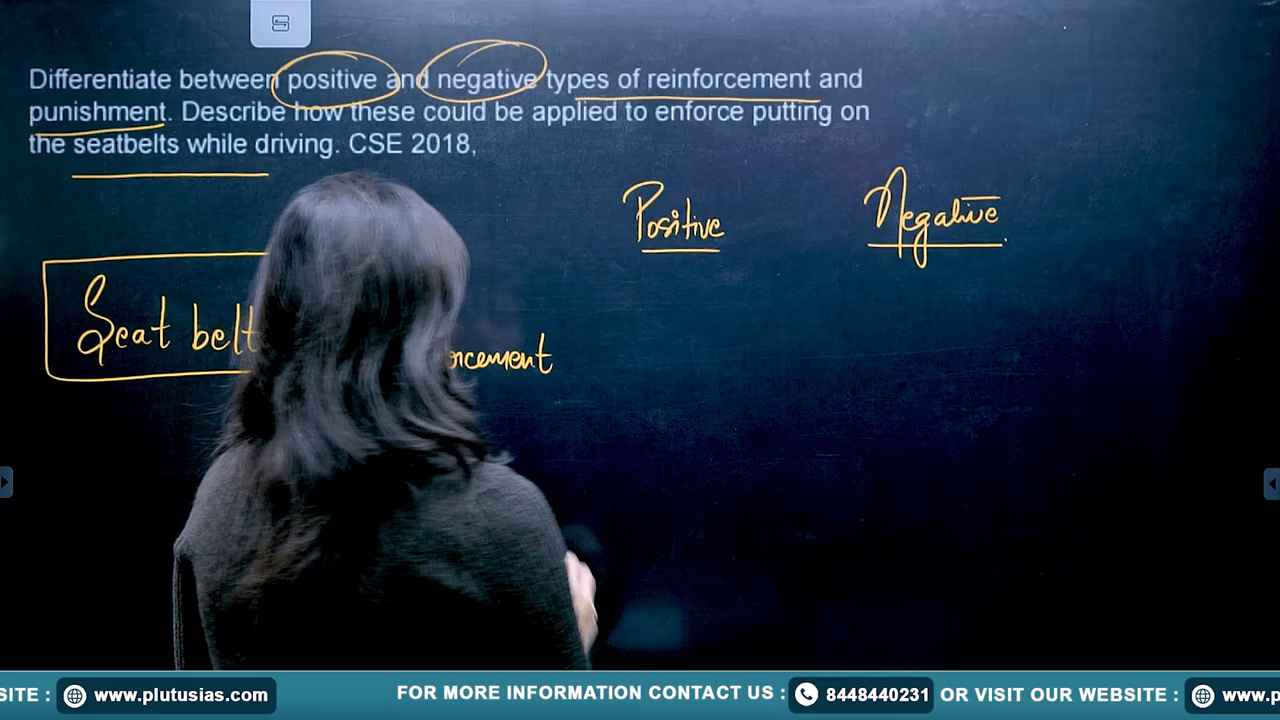 Differentiate between positive and negative types of reinforcement and
punishment. Describe how these could be applied to enforce putting on
the seatbelts while driving. CSE 2018,
Positive Negative
Seat belt
orcement
SITE : www.plutusias.com FOR MORE INFORMATION CONTACT US : 8448440231 OR VISIT OUR WEBSITE : www.p